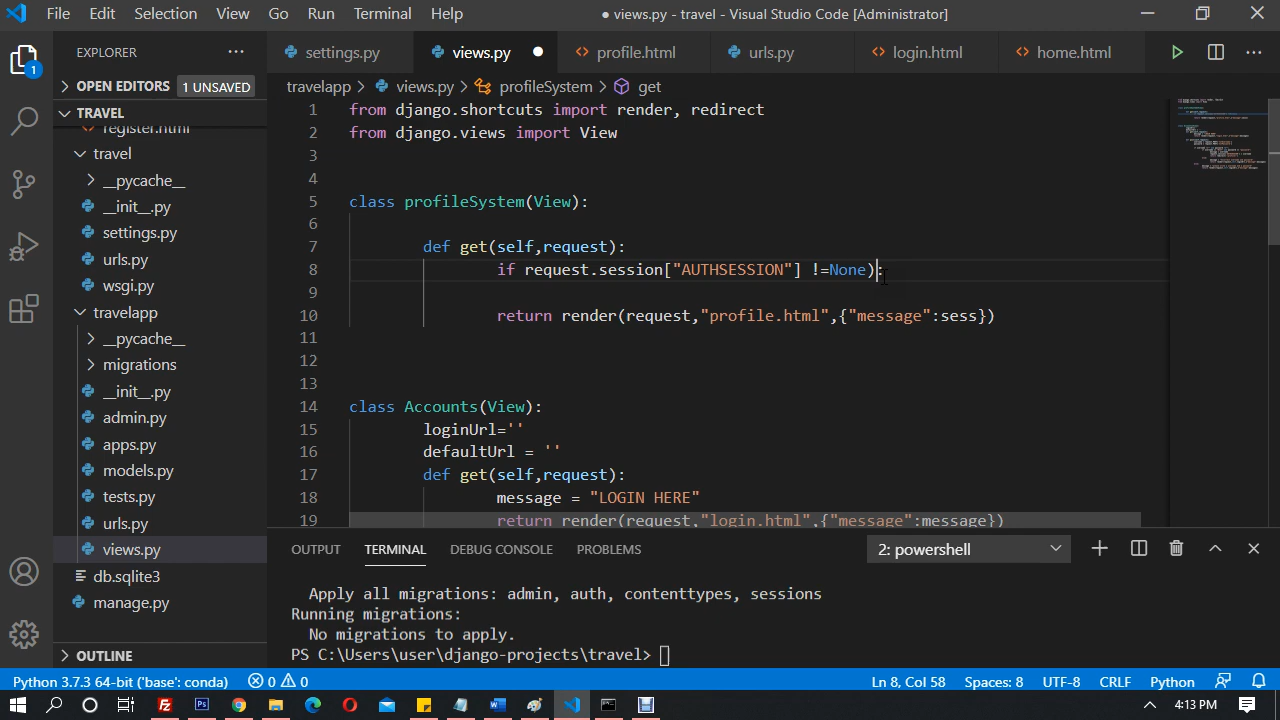 File Edit Selection View Go Run Terminal Help
● views.py - travel - Visual Studio Code [Administrator]
EXPLORER
settings.py views.py profile.html urls.py login.html home.html
1
OPEN EDITORS 1 UNSAVED
travelapp > views.py > profileSystem > get
TRAVEL
register.html
travel
__pycache__
__init__.py
settings.py
urls.py
wsgi.py
travelapp
__pycache__
migrations
__init__.py
admin.py
apps.py
models.py
tests.py
urls.py
views.py
db.sqlite3
manage.py
OUTLINE
1 from django.shortcuts import render, redirect
2 from django.views import View
3
4
5 class profileSystem(View):
6
7 def get(self,request):
8 if request.session["AUTHSESSION"] !=None):
9
10 return render(request,"profile.html",{"message":sess})
11
12
13
14 class Accounts(View):
15 loginUrl=''
16 defaultUrl = ''
17 def get(self,request):
18 message = "LOGIN HERE"
19 return render(request,"login.html",{"message":message})
OUTPUT TERMINAL DEBUG CONSOLE PROBLEMS
2: powershell
Apply all migrations: admin, auth, contenttypes, sessions
Running migrations:
No migrations to apply.
PS C:\Users\user\django-projects\travel>
Python 3.7.3 64-bit ('base': conda) 0 0 Ln 8, Col 58 Spaces: 8 UTF-8 CRLF Python
4:13 PM